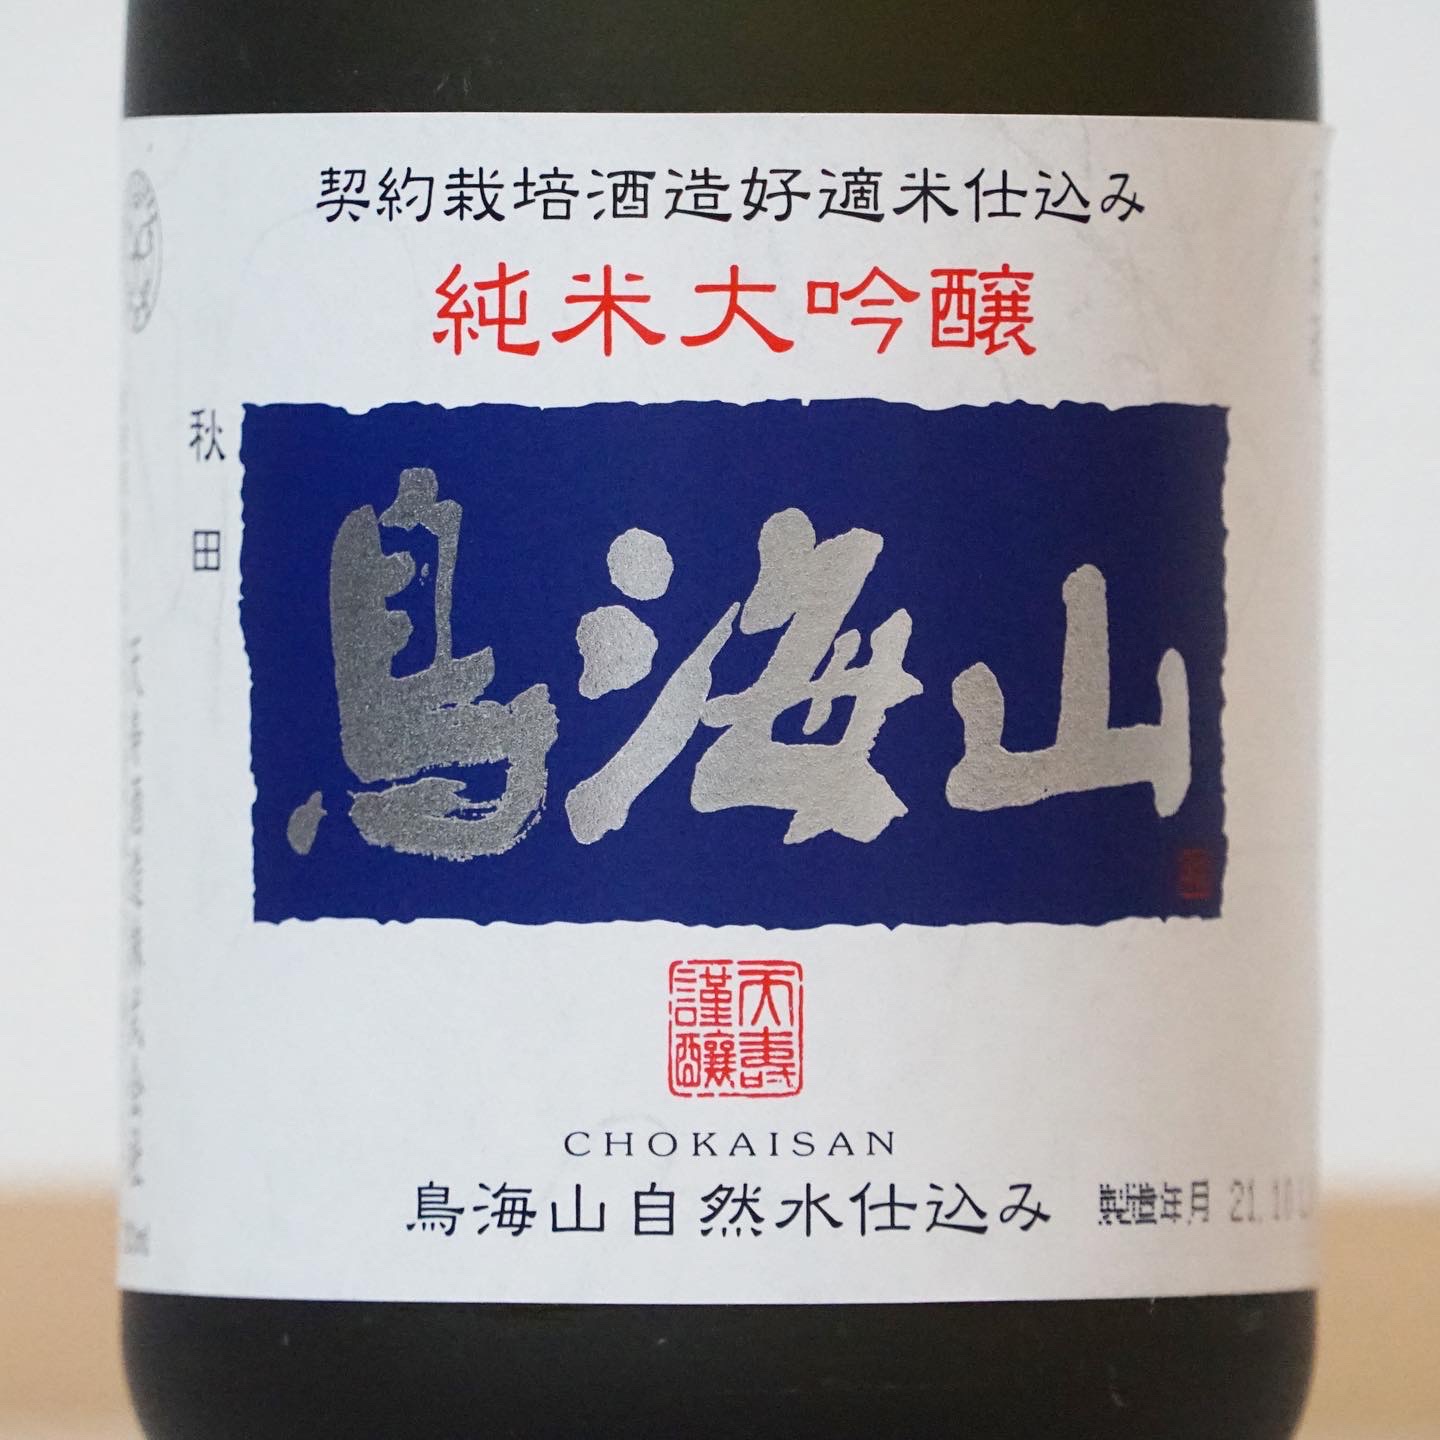 契約栽培酒造好適米仕込み
純米大吟醸
秋田
鳥海山
天壽
謹醸
CHOKAISAN
鳥海山自然水仕込み
製造年月 21.10